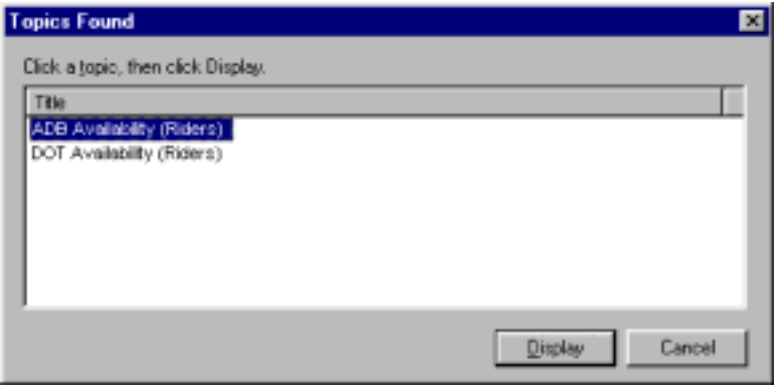 Topics Found
Click a topic, then click Display.
Title
ADB Availability (Riders)
DOT Availability (Riders)
Display
Cancel